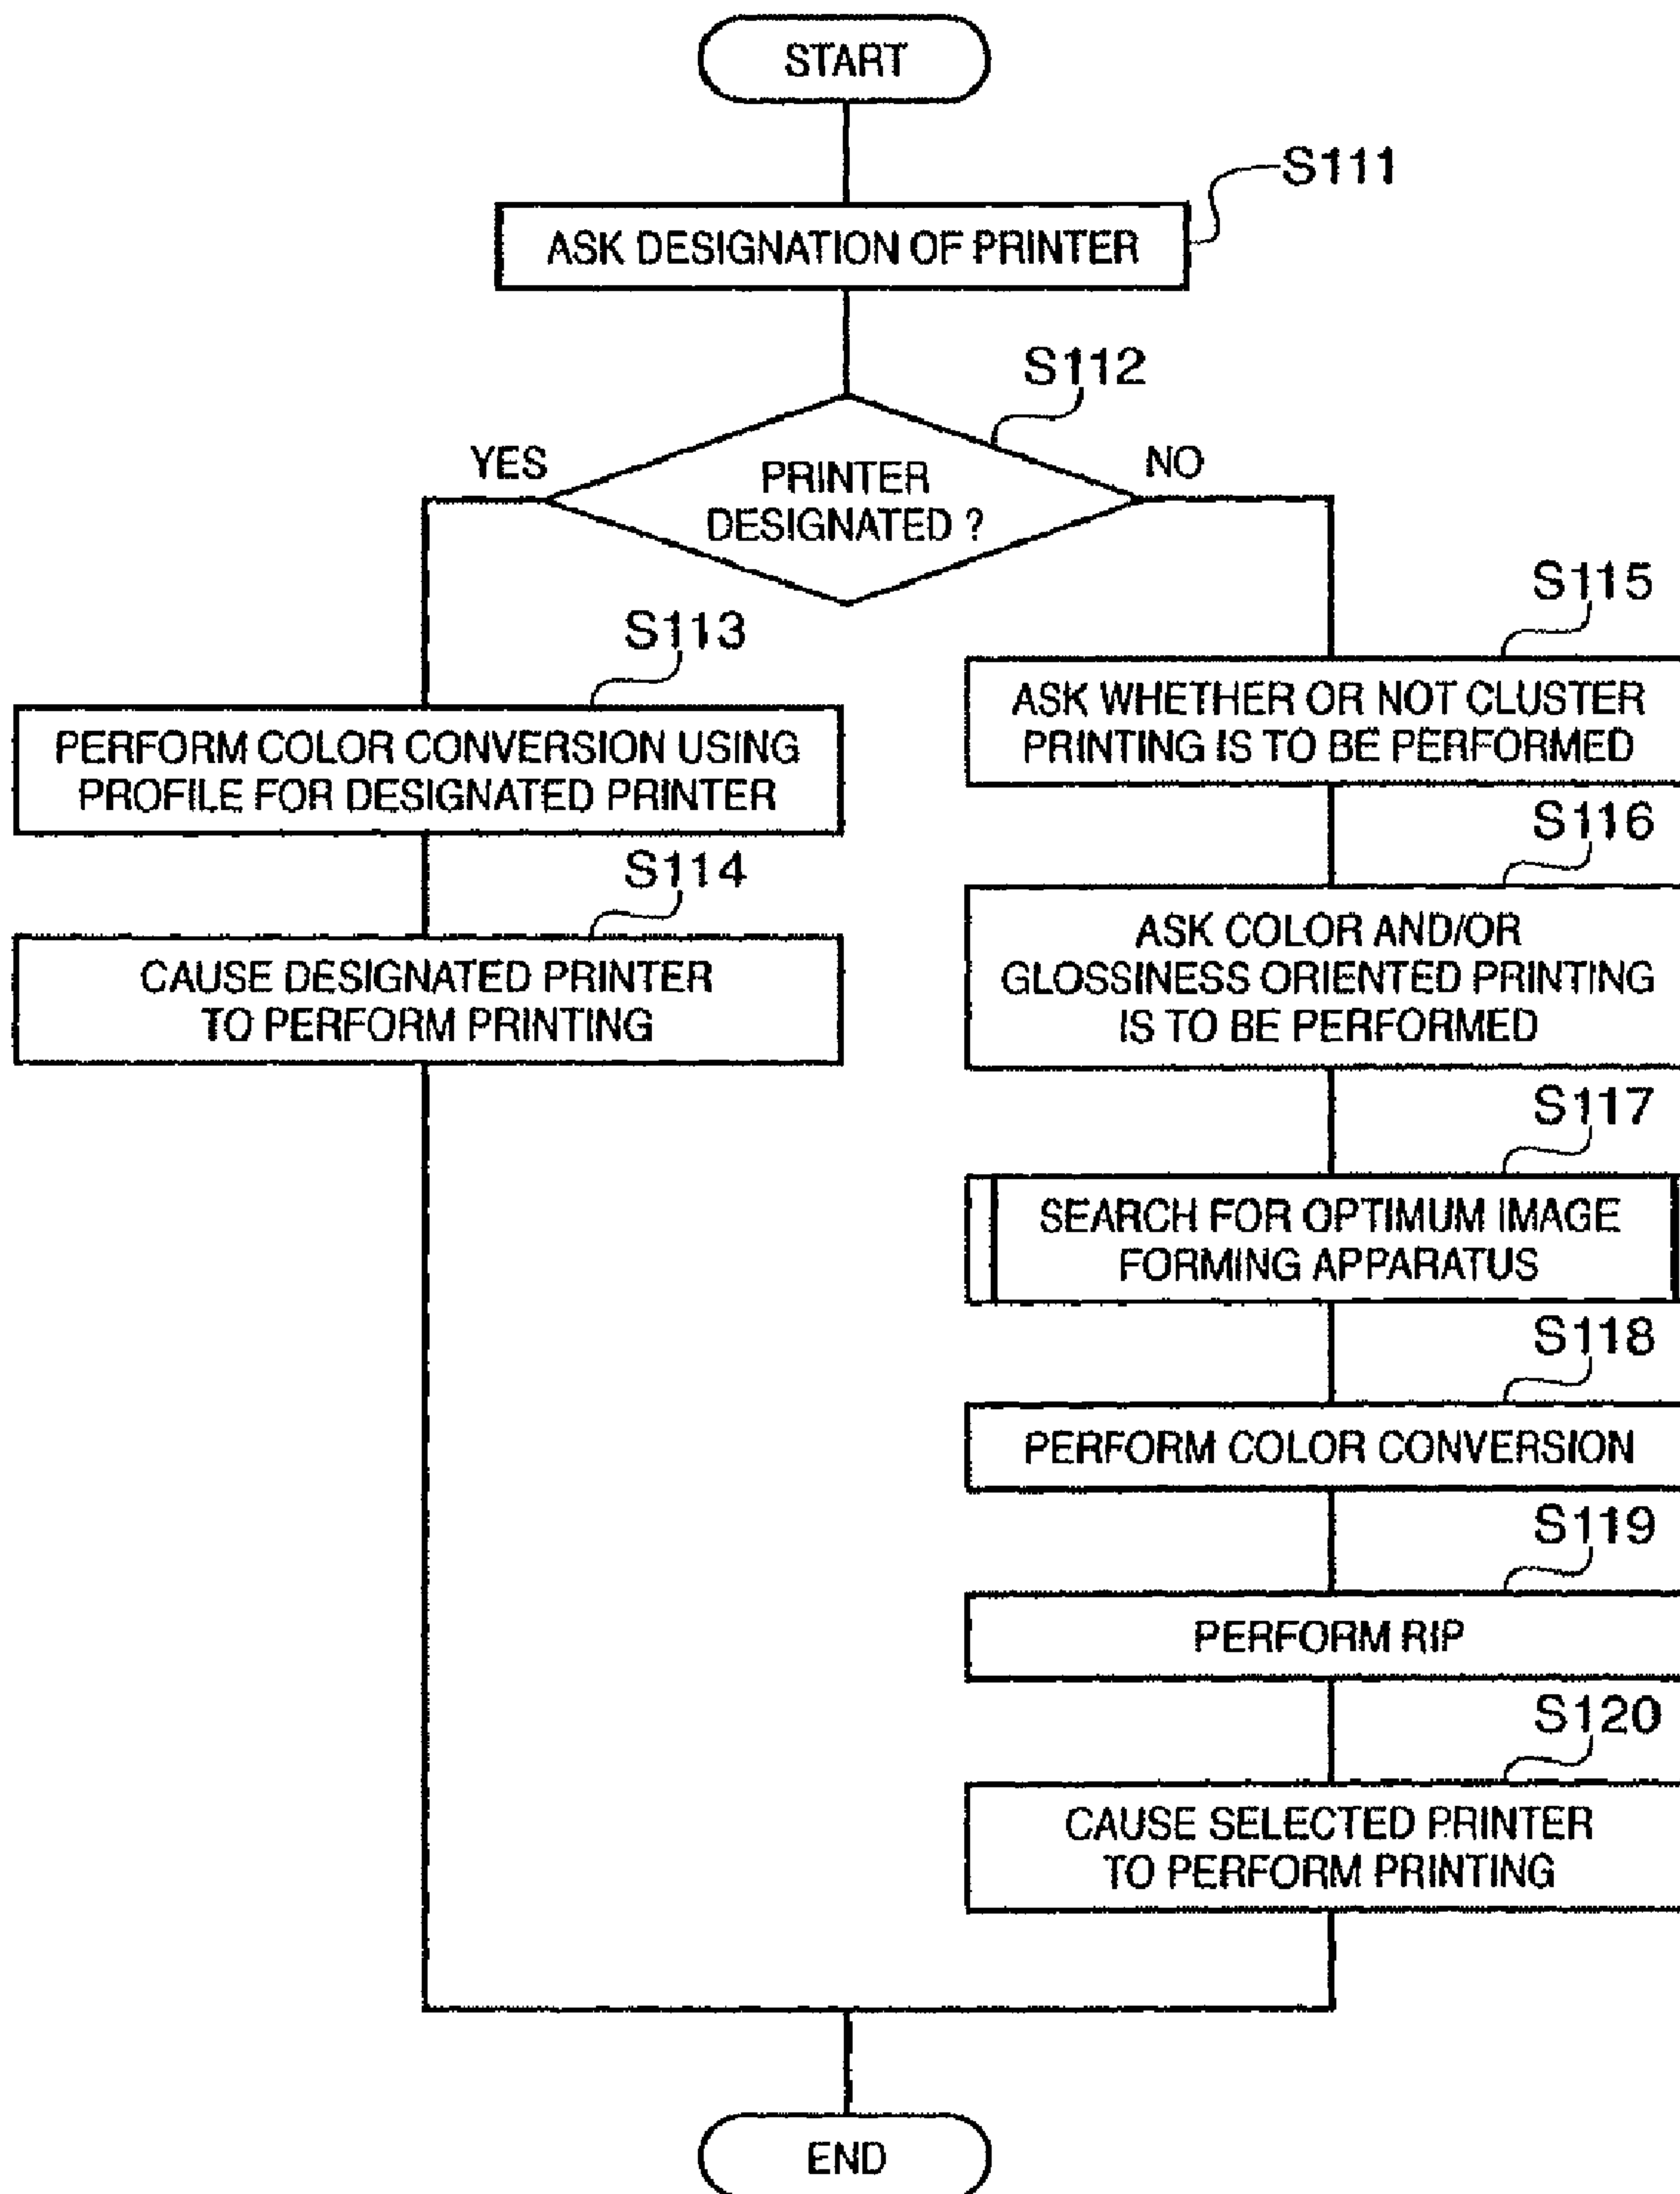 START
S111
ASK DESIGNATION OF PRINTER
S112
YES
NO
PRINTER
DESIGNATED ?
S113
PERFORM COLOR CONVERSION USING
PROFILE FOR DESIGNATED PRINTER
S114
CAUSE DESIGNATED PRINTER
TO PERFORM PRINTING
S115
ASK WHETHER OR NOT CLUSTER
PRINTING IS TO BE PERFORMED
S116
ASK COLOR AND/OR
GLOSSINESS ORIENTED PRINTING
IS TO BE PERFORMED
S117
SEARCH FOR OPTIMUM IMAGE
FORMING APPARATUS
S118
PERFORM COLOR CONVERSION
S119
PERFORM RIP
S120
CAUSE SELECTED PRINTER
TO PERFORM PRINTING
END